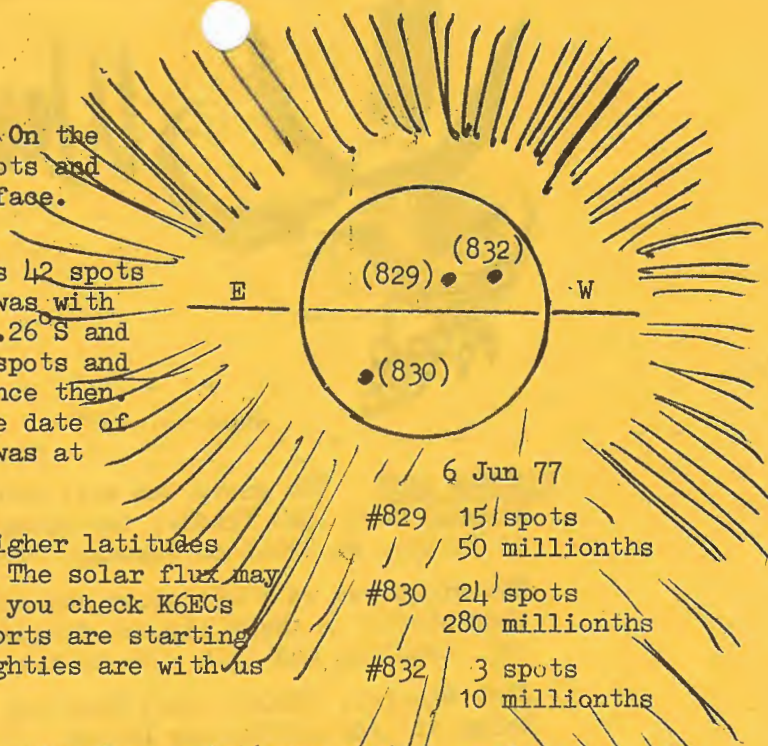 On the
ots and
face.
s 42 spots
was with
.26°S and
spots and
nce then.
e date of
was at
igher latitudes
The solar flux may
you check K6ECs
orts are starting
ghties are with us
(832)
(829)
E
W
(830)
6 Jun 77
#829 15 spots
50 millionths
#830 24 spots
280 millionths
#832 3 spots
10 millionths